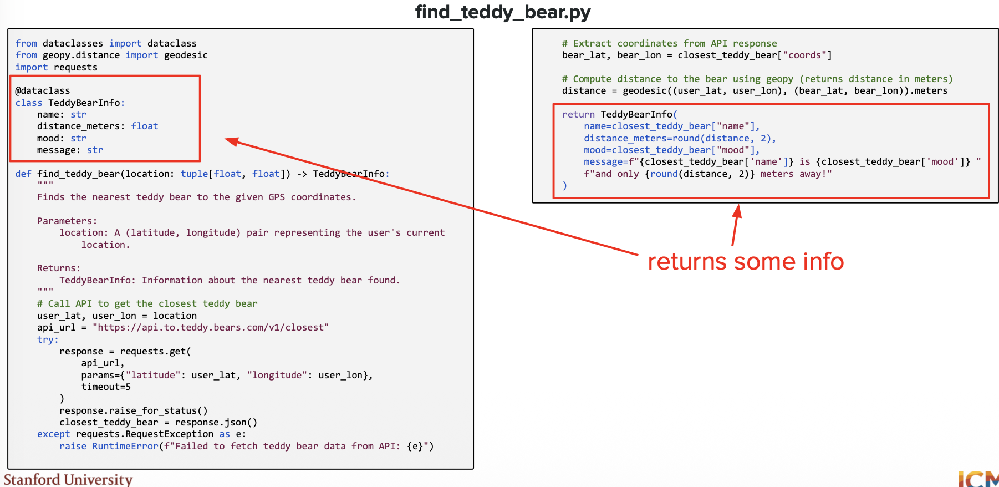 find_teddy_bear.py
from dataclasses import dataclass
from geopy.distance import geodesic
import requests
@dataclass
class TeddyBearInfo:
    name: str
    distance_meters: float
    mood: str
    message: str
def find_teddy_bear(location: tuple[float, float]) -> TeddyBearInfo:
    """
    Finds the nearest teddy bear to the given GPS coordinates.
    Parameters:
        location: A (latitude, longitude) pair representing the user's current
            location.
    Returns:
        TeddyBearInfo: Information about the nearest teddy bear found.
    """
    # Call API to get the closest teddy bear
    user_lat, user_lon = location
    api_url = "https://api.to.teddy.bears.com/v1/closest"
    try:
        response = requests.get(
            api_url,
            params={"latitude": user_lat, "longitude": user_lon},
            timeout=5
        )
        response.raise_for_status()
        closest_teddy_bear = response.json()
    except requests.RequestException as e:
        raise RuntimeError(f"Failed to fetch teddy bear data from API: {e}")
    # Extract coordinates from API response
    bear_lat, bear_lon = closest_teddy_bear["coords"]
    # Compute distance to the bear using geopy (returns distance in meters)
    distance = geodesic((user_lat, user_lon), (bear_lat, bear_lon)).meters
    return TeddyBearInfo(
        name=closest_teddy_bear["name"],
        distance_meters=round(distance, 2),
        mood=closest_teddy_bear["mood"],
        message=f"{closest_teddy_bear['name']} is {closest_teddy_bear['mood']} "
        f"and only {round(distance, 2)} meters away!"
    )
returns some info
Stanford University
ICM